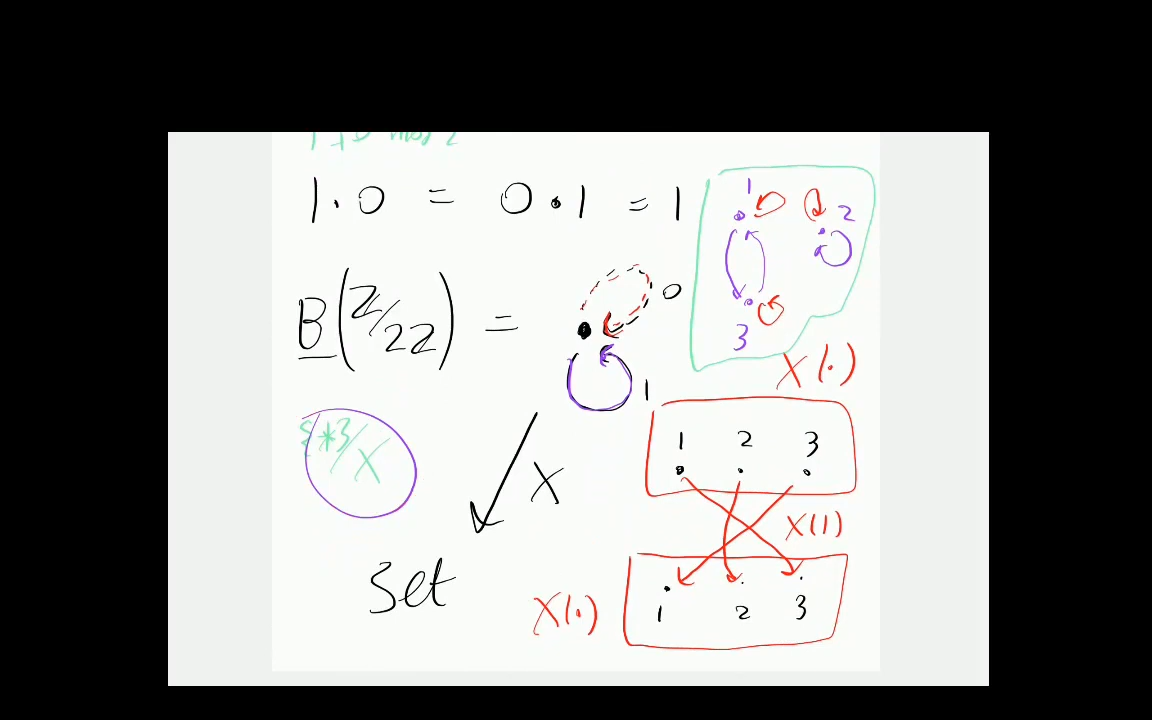 1 · 0 = 0 · 1 = 1
B(Z/2Z) =
0
1
1
2
3
{*}/X
X
Set
X(·)
1 2 3
X(1)
X(·)
1 2 3